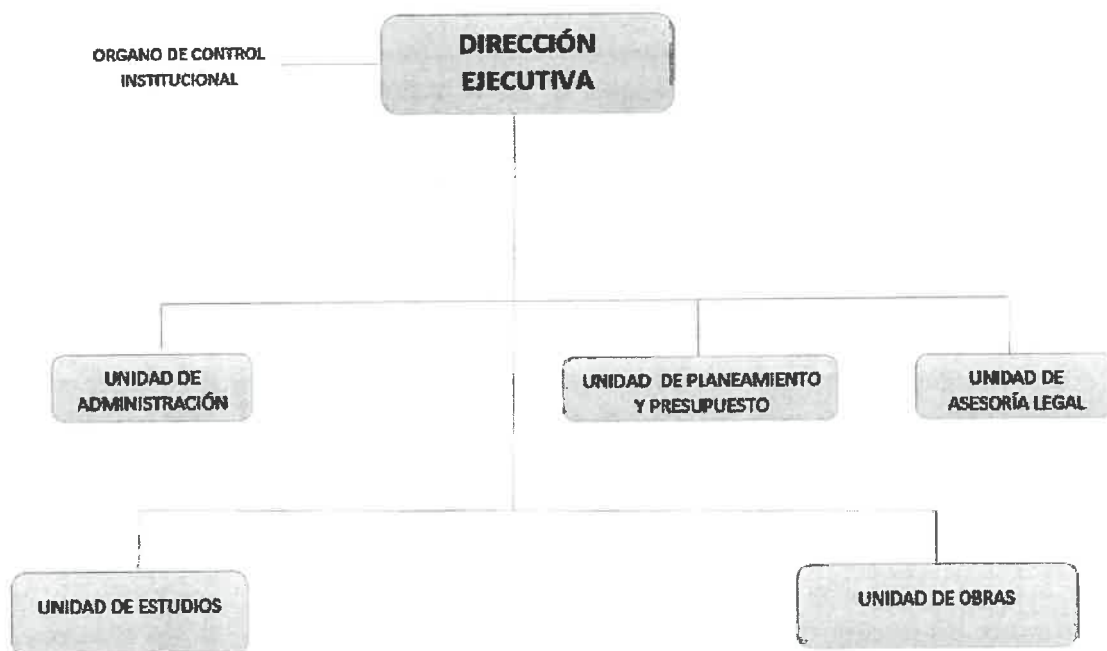 ORGANO DE CONTROL
INSTITUCIONAL
DIRECCIÓN
EJECUTIVA
UNIDAD DE
ADMINISTRACIÓN
UNIDAD DE PLANEAMIENTO
Y PRESUPUESTO
UNIDAD DE
ASESORÍA LEGAL
UNIDAD DE ESTUDIOS
UNIDAD DE OBRAS